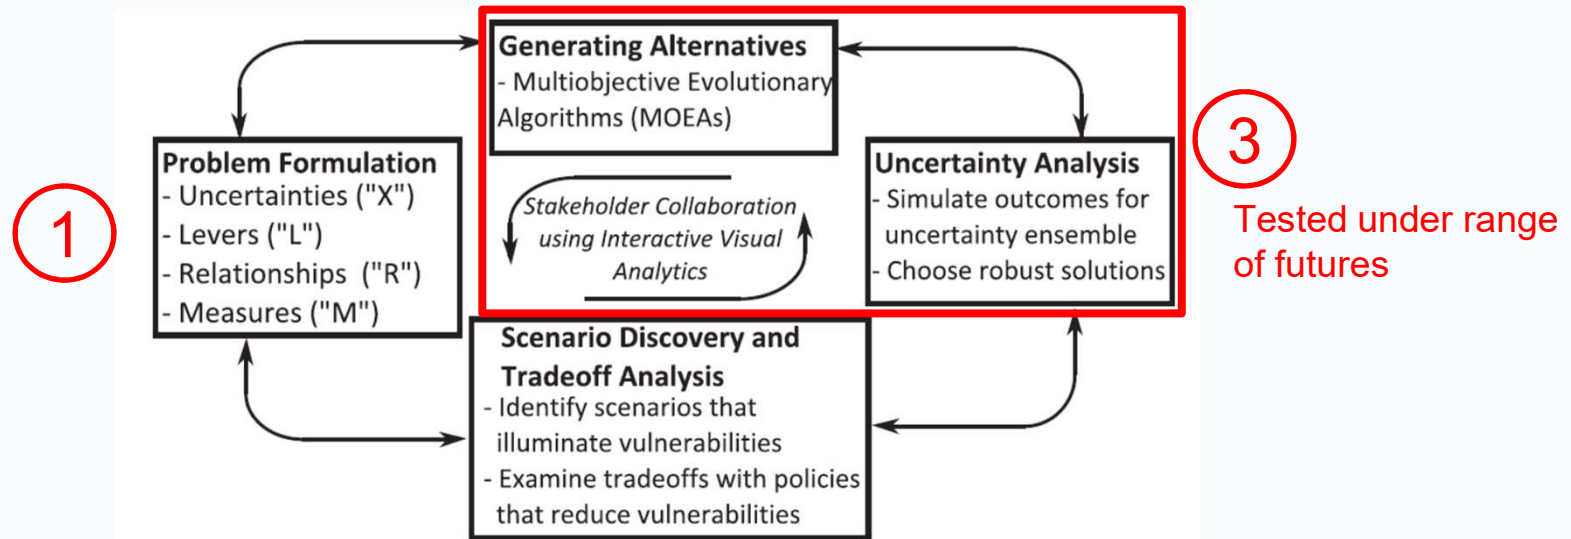 Generating Alternatives
- Multiobjective Evolutionary
Algorithms (MOEAs)
Problem Formulation
- Uncertainties ("X")
- Levers ("L")
- Relationships ("R")
- Measures ("M")
1
Stakeholder Collaboration
using Interactive Visual
Analytics
Uncertainty Analysis
- Simulate outcomes for
uncertainty ensemble
- Choose robust solutions
3
Tested under range
of futures
Scenario Discovery and
Tradeoff Analysis
- Identify scenarios that
illuminate vulnerabilities
- Examine tradeoffs with policies
that reduce vulnerabilities